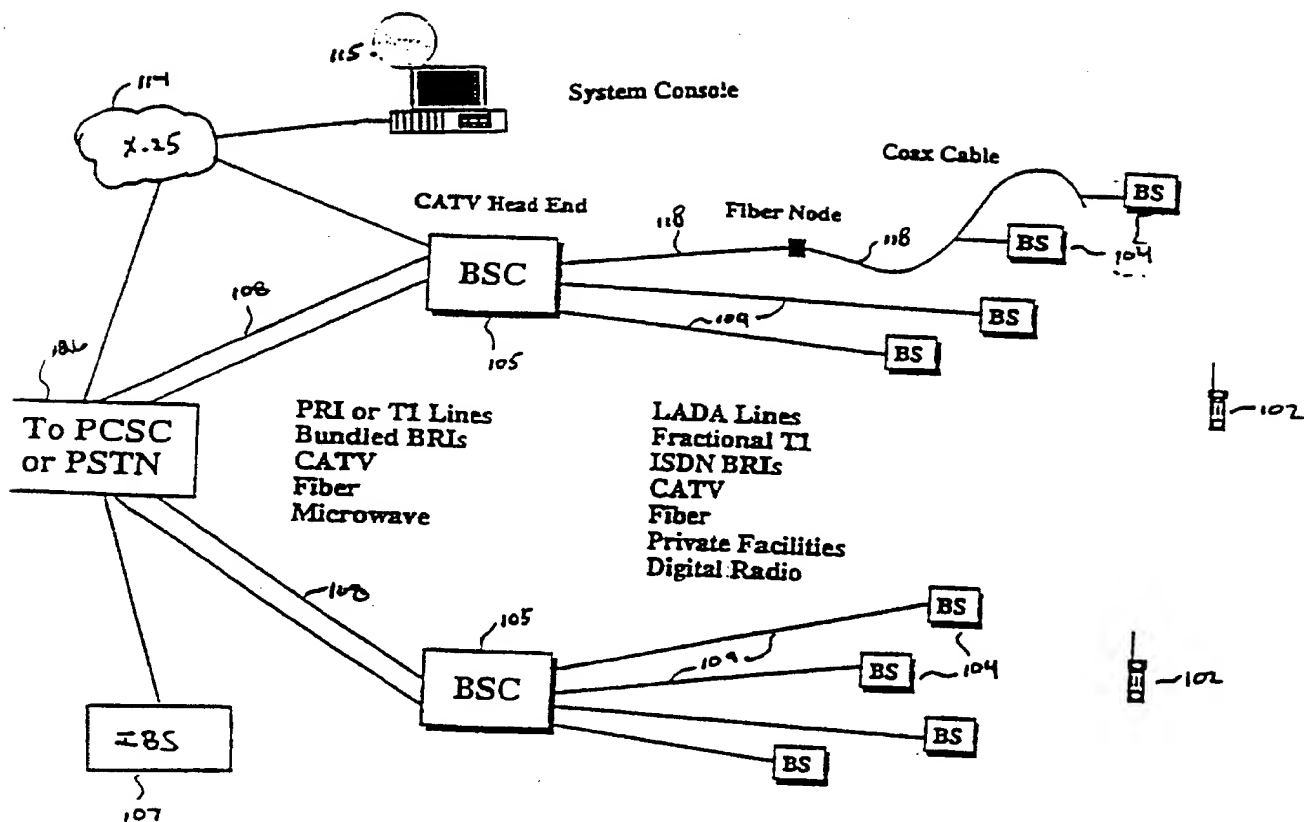 115
114
System Console
X.25
Coax Cable
BS
CATV Head End
Fiber Node
118
118
BS
104
BSC
108
109
BS
BS
105
102
To PCSC
or PSTN
PRI or T1 Lines
Bundled BRIs
CATV
Fiber
Microwave
LADA Lines
Fractional T1
ISDN BRIs
CATV
Fiber
Private Facilities
Digital Radio
108
105
BS
109
BS
104
102
BSC
IBS
BS
BS
107